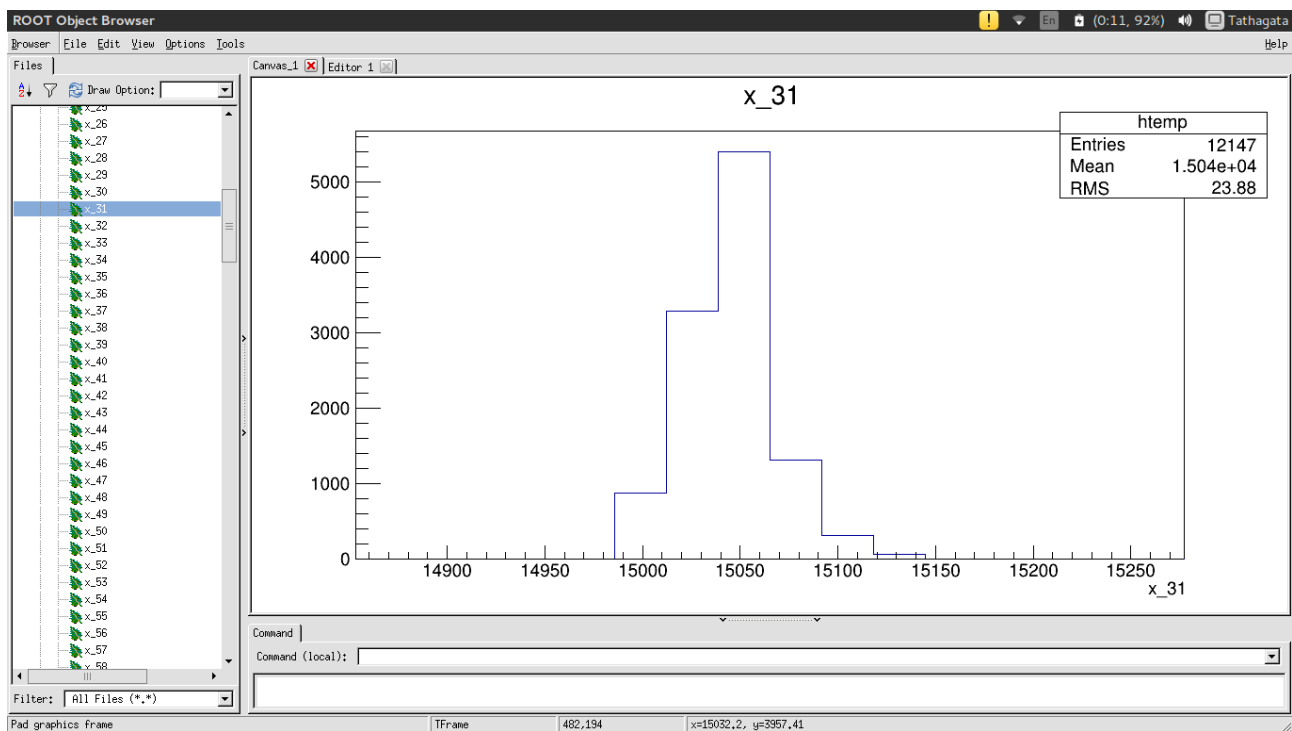 ROOT Object Browser
En (0:11, 92%) Tathagata
Browser File Edit View Options Tools Help
Files
Draw Option:
x_25
x_26
x_27
x_28
x_29
x_30
x_31
x_32
x_33
x_34
x_35
x_36
x_37
x_38
x_39
x_40
x_41
x_42
x_43
x_44
x_45
x_46
x_47
x_48
x_49
x_50
x_51
x_52
x_53
x_54
x_55
x_56
x_57
x_58
Filter: All Files (*.*)
Canvas_1 Editor 1
x_31
htemp
Entries 12147
Mean 1.504e+04
RMS 23.88
5000
4000
3000
2000
1000
0
14900 14950 15000 15050 15100 15150 15200 15250
x_31
Command
Command (local):
Pad graphics frame TFrame 482,194 x=15032.2, y=3957.41